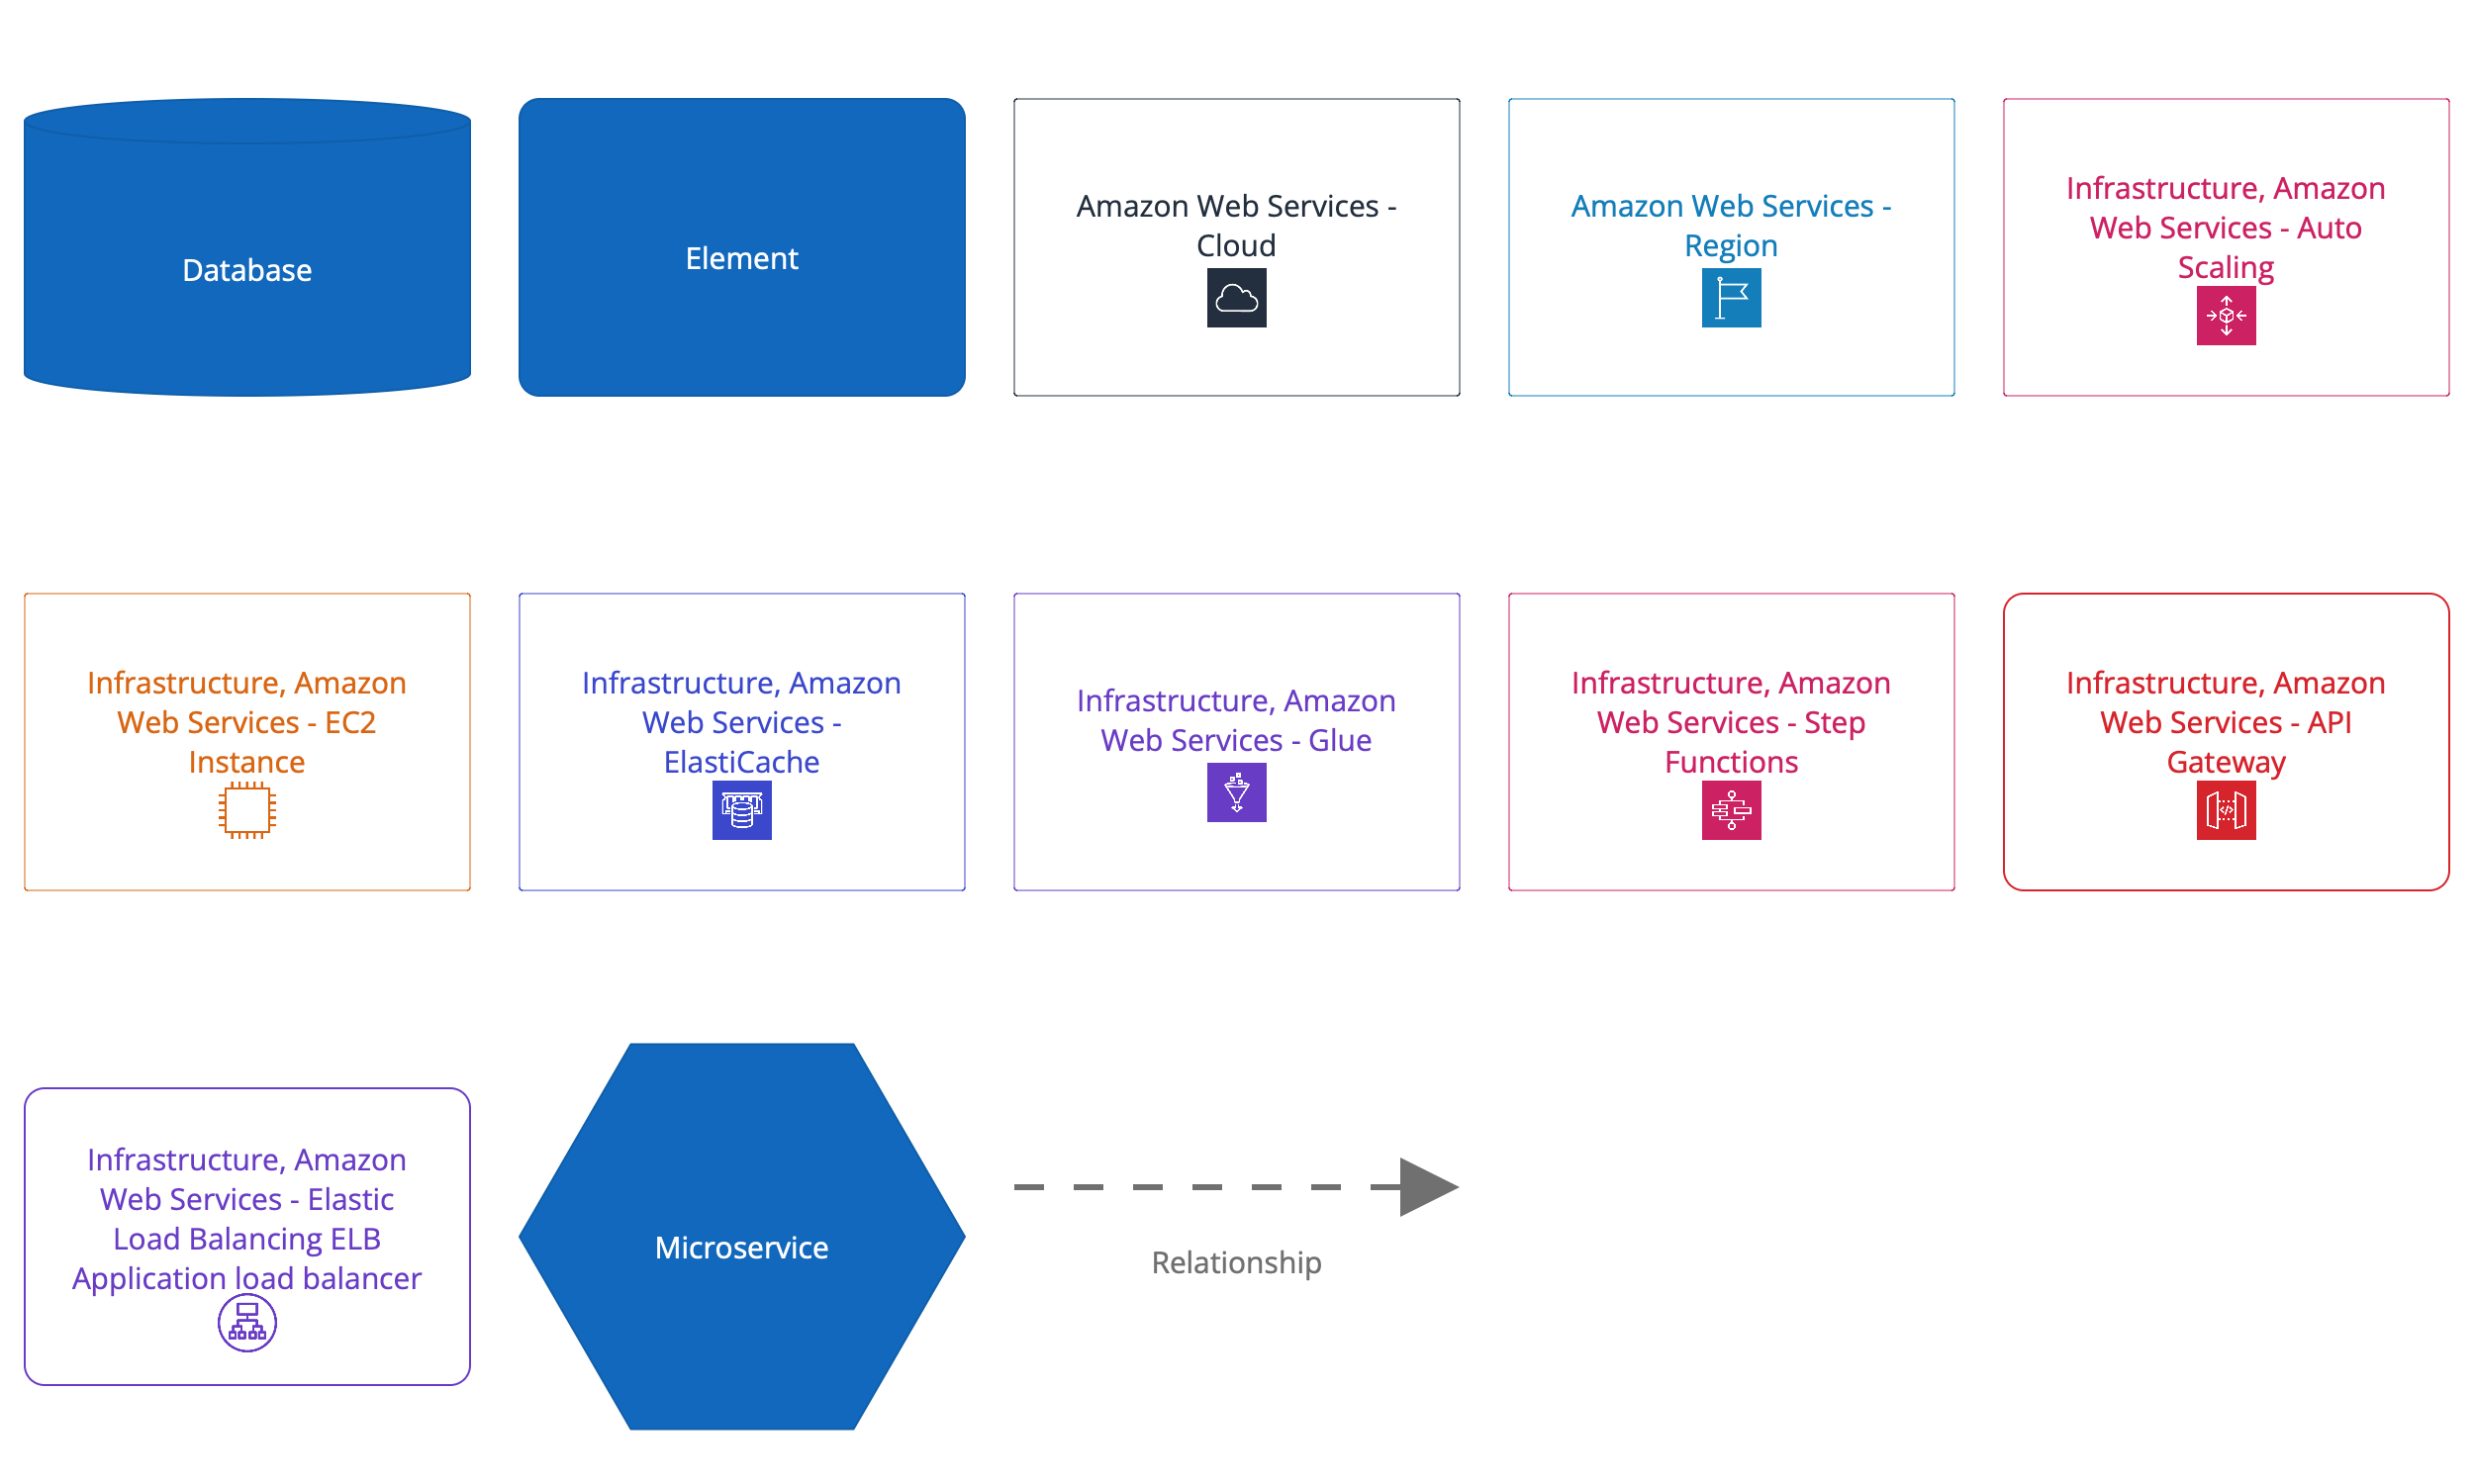 Database
Element
Amazon Web Services -
Cloud
Amazon Web Services -
Region
Infrastructure, Amazon
Web Services - Auto
Scaling
Infrastructure, Amazon
Web Services - EC2
Instance
Infrastructure, Amazon
Web Services -
ElastiCache
Infrastructure, Amazon
Web Services - Glue
Infrastructure, Amazon
Web Services - Step
Functions
Infrastructure, Amazon
Web Services - API
Gateway
Infrastructure, Amazon
Web Services - Elastic
Load Balancing ELB
Application load balancer
Microservice
Relationship